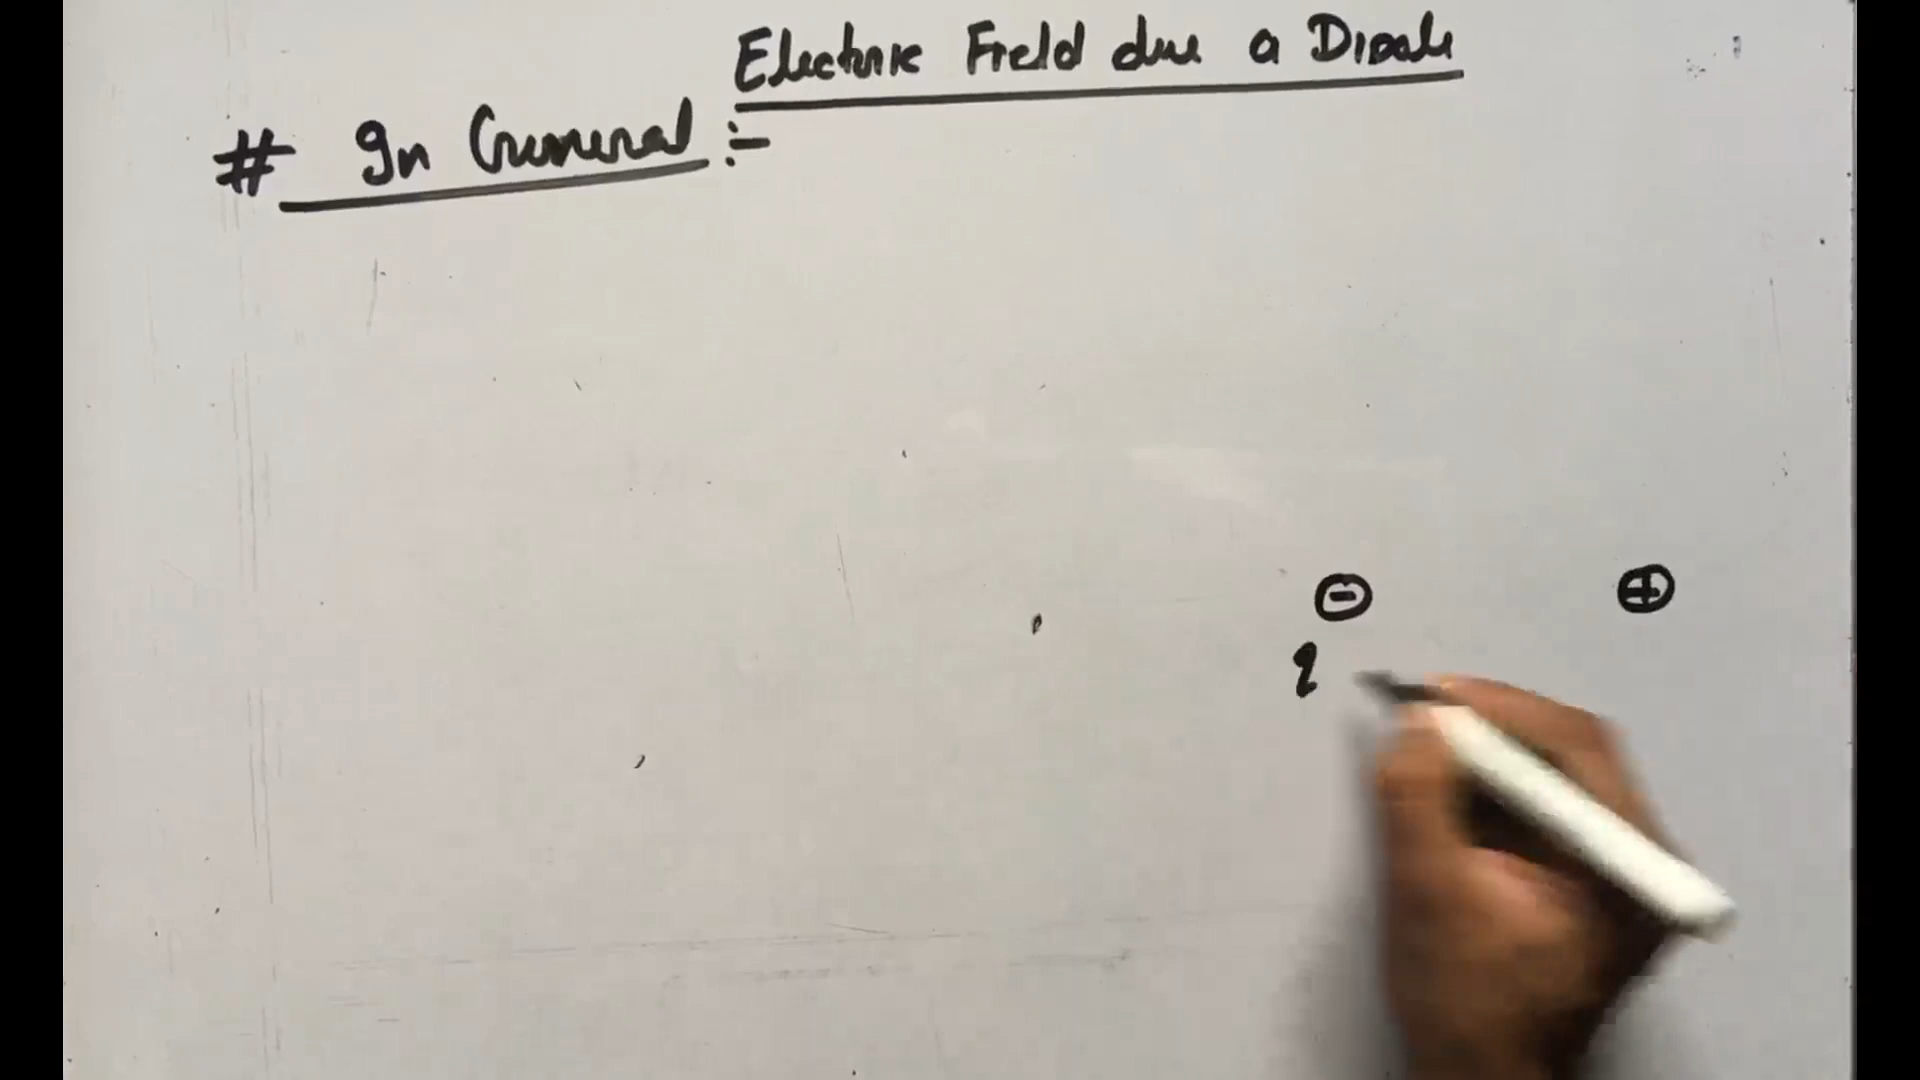 Electric Field due a Dipole
# In General :-
⊖ ⊕
q